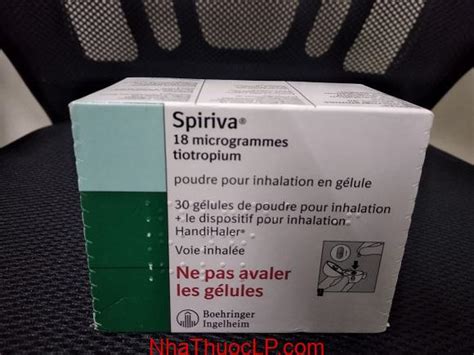 Spiriva®
18 microgrammes
tiotropium
poudre pour inhalation en gélule
30 gélules de poudre pour inhalation
+ le dispositif pour inhalation
HandiHaler®
Voie inhalée
Ne pas avaler
les gélules
Boehringer
Ingelheim
NhaThuocLP.com